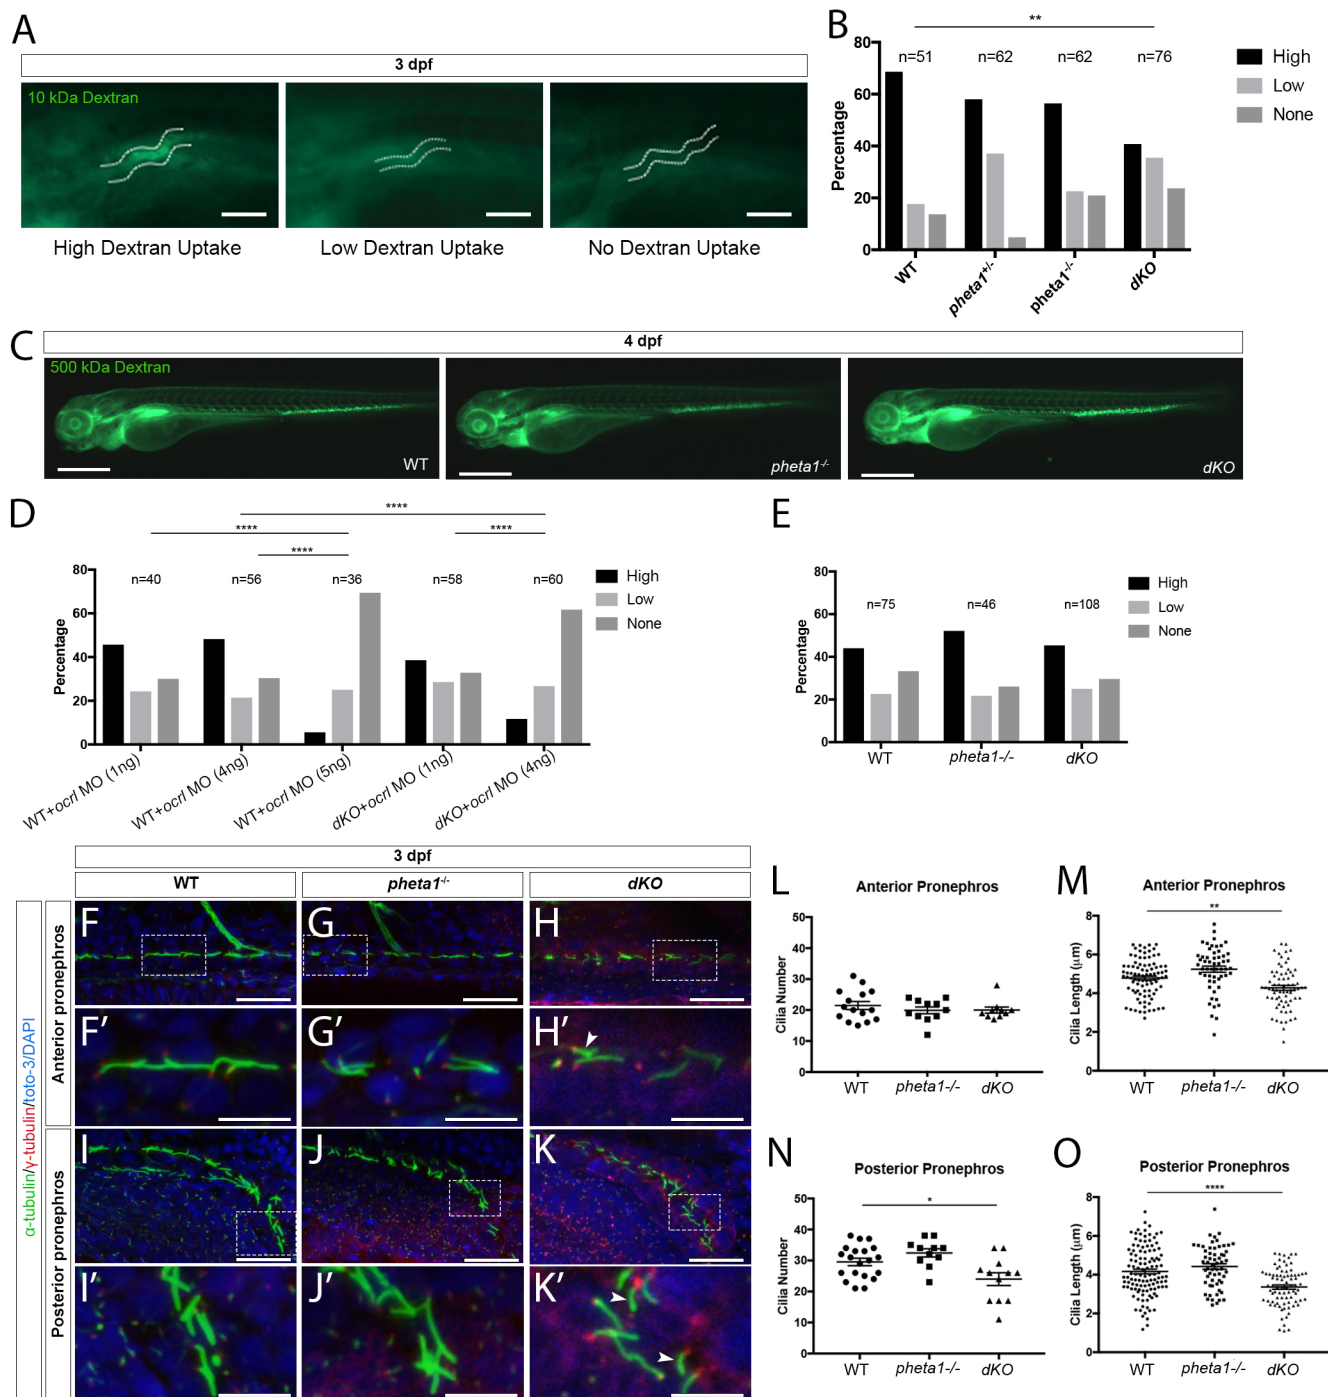 A
3 dpf
10 kDa Dextran
High Dextran Uptake
Low Dextran Uptake
No Dextran Uptake
B
**
n=51
n=62
n=62
n=76
High
Low
None
Percentage
80
60
40
20
0
WT
pheta1+/-
pheta1-/-
dKO
C
4 dpf
500 kDa Dextran
WT
pheta1-/-
dKO
D
****
****
****
****
n=40
n=56
n=36
n=58
n=60
High
Low
None
Percentage
80
60
40
20
0
WT+ocrl MO (1ng)
WT+ocrl MO (4ng)
WT+ocrl MO (5ng)
dKO+ocrl MO (1ng)
dKO+ocrl MO (4ng)
E
n=75
n=46
n=108
High
Low
None
Percentage
80
60
40
20
0
WT
pheta1-/-
dKO
3 dpf
WT
pheta1-/-
dKO
α-tubulin/γ-tubulin/toto-3/DAPI
Anterior pronephros
Posterior pronephros
F
G
H
F'
G'
H'
I
J
K
I'
J'
K'
L
Anterior Pronephros
Cilia Number
50
40
30
20
10
0
WT
pheta1-/-
dKO
M
Anterior Pronephros
**
Cilia Length (μm)
8
6
4
2
0
WT
pheta1-/-
dKO
N
Posterior Pronephros
*
Cilia Number
50
40
30
20
10
0
WT
pheta1-/-
dKO
O
Posterior Pronephros
****
Cilia Length (μm)
8
6
4
2
0
WT
pheta1-/-
dKO